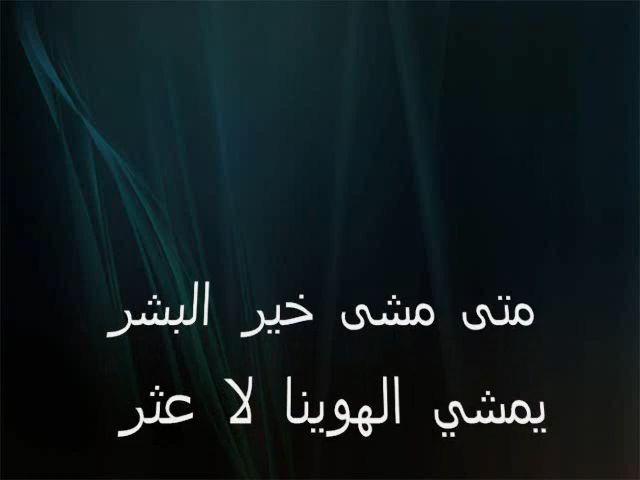 متى مشى خير البشر
يمشي الهوينا لا عثر